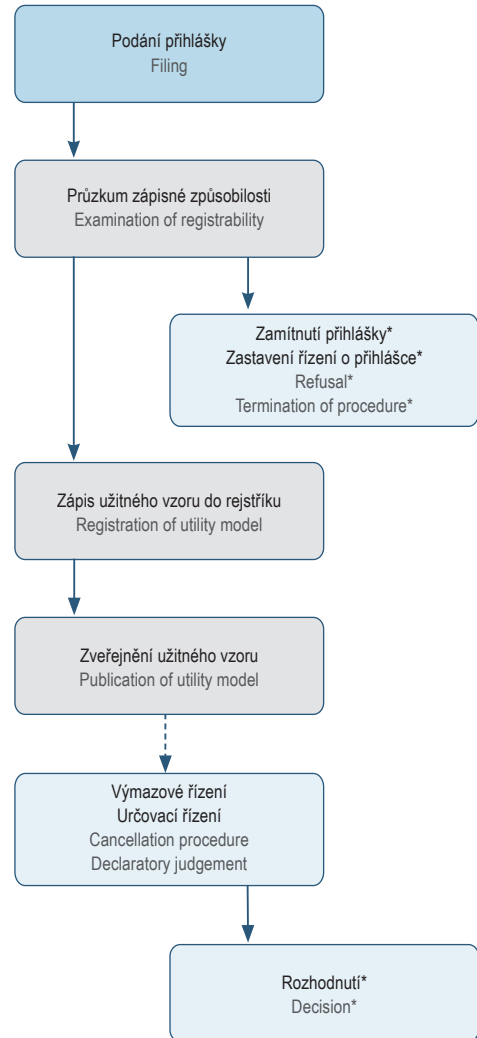 Podání přihlášky
Filing
Průzkum zápisné způsobilosti
Examination of registrability
Zamítnutí přihlášky*
Zastavení řízení o přihlášce*
Refusal*
Termination of procedure*
Zápis užitného vzoru do rejstříku
Registration of utility model
Zveřejnění užitného vzoru
Publication of utility model
Výmazové řízení
Určovací řízení
Cancellation procedure
Declaratory judgement
Rozhodnutí*
Decision*